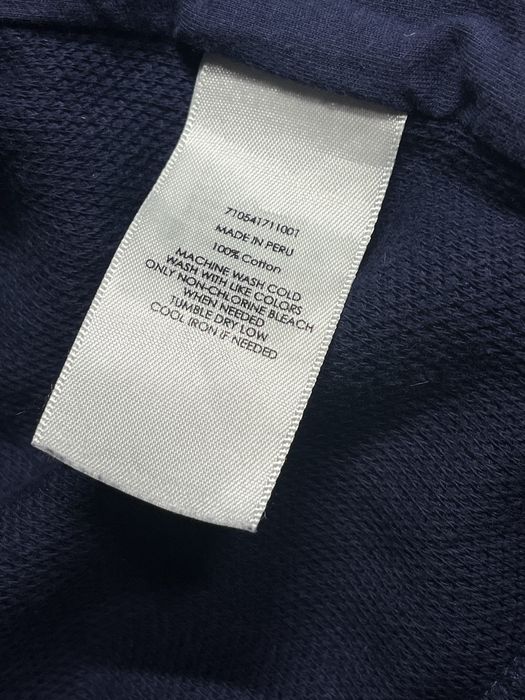 710541711001
MADE IN PERU
100% Cotton
MACHINE WASH COLD
WASH WITH LIKE COLORS
ONLY NON-CHLORINE BLEACH
WHEN NEEDED
TUMBLE DRY LOW
COOL IRON IF NEEDED